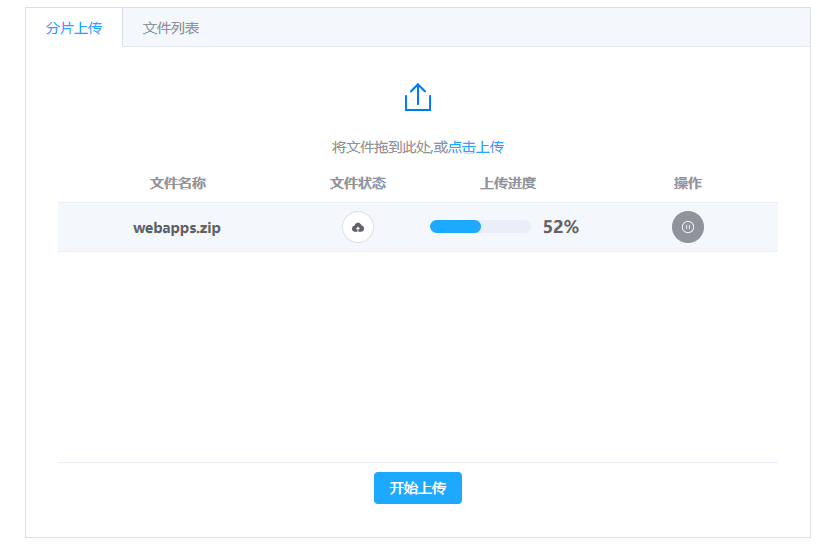 分片上传 文件列表
将文件拖到此处,或点击上传
文件名称 文件状态 上传进度 操作
webapps.zip 52%
开始上传